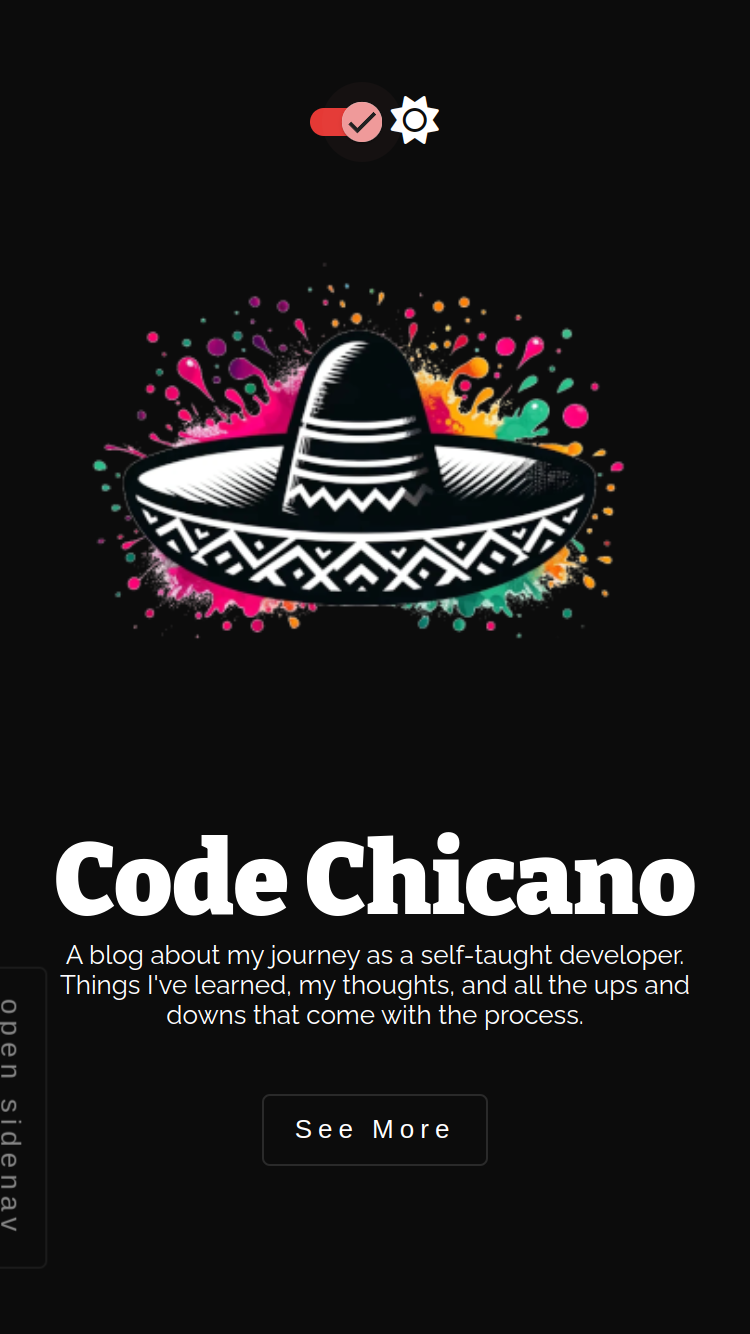 Code Chicano
A blog about my journey as a self-taught developer.
Things I've learned, my thoughts, and all the ups and
downs that come with the process.
open sidenav
See More